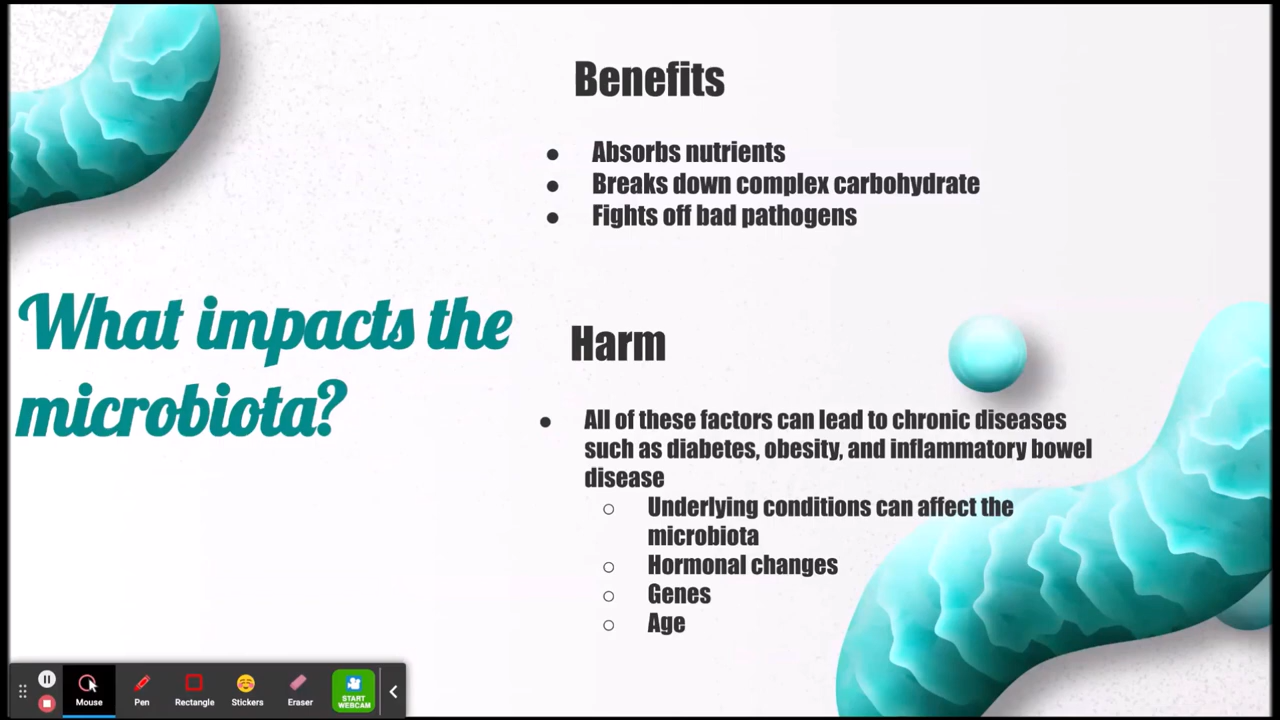 What impacts the
microbiota?
Benefits
● Absorbs nutrients
● Breaks down complex carbohydrate
● Fights off bad pathogens
Harm
● All of these factors can lead to chronic diseases
such as diabetes, obesity, and inflammatory bowel
disease
○ Underlying conditions can affect the
microbiota
○ Hormonal changes
○ Genes
○ Age
Mouse
Pen
Rectangle
Stickers
Eraser
START
WEBCAM